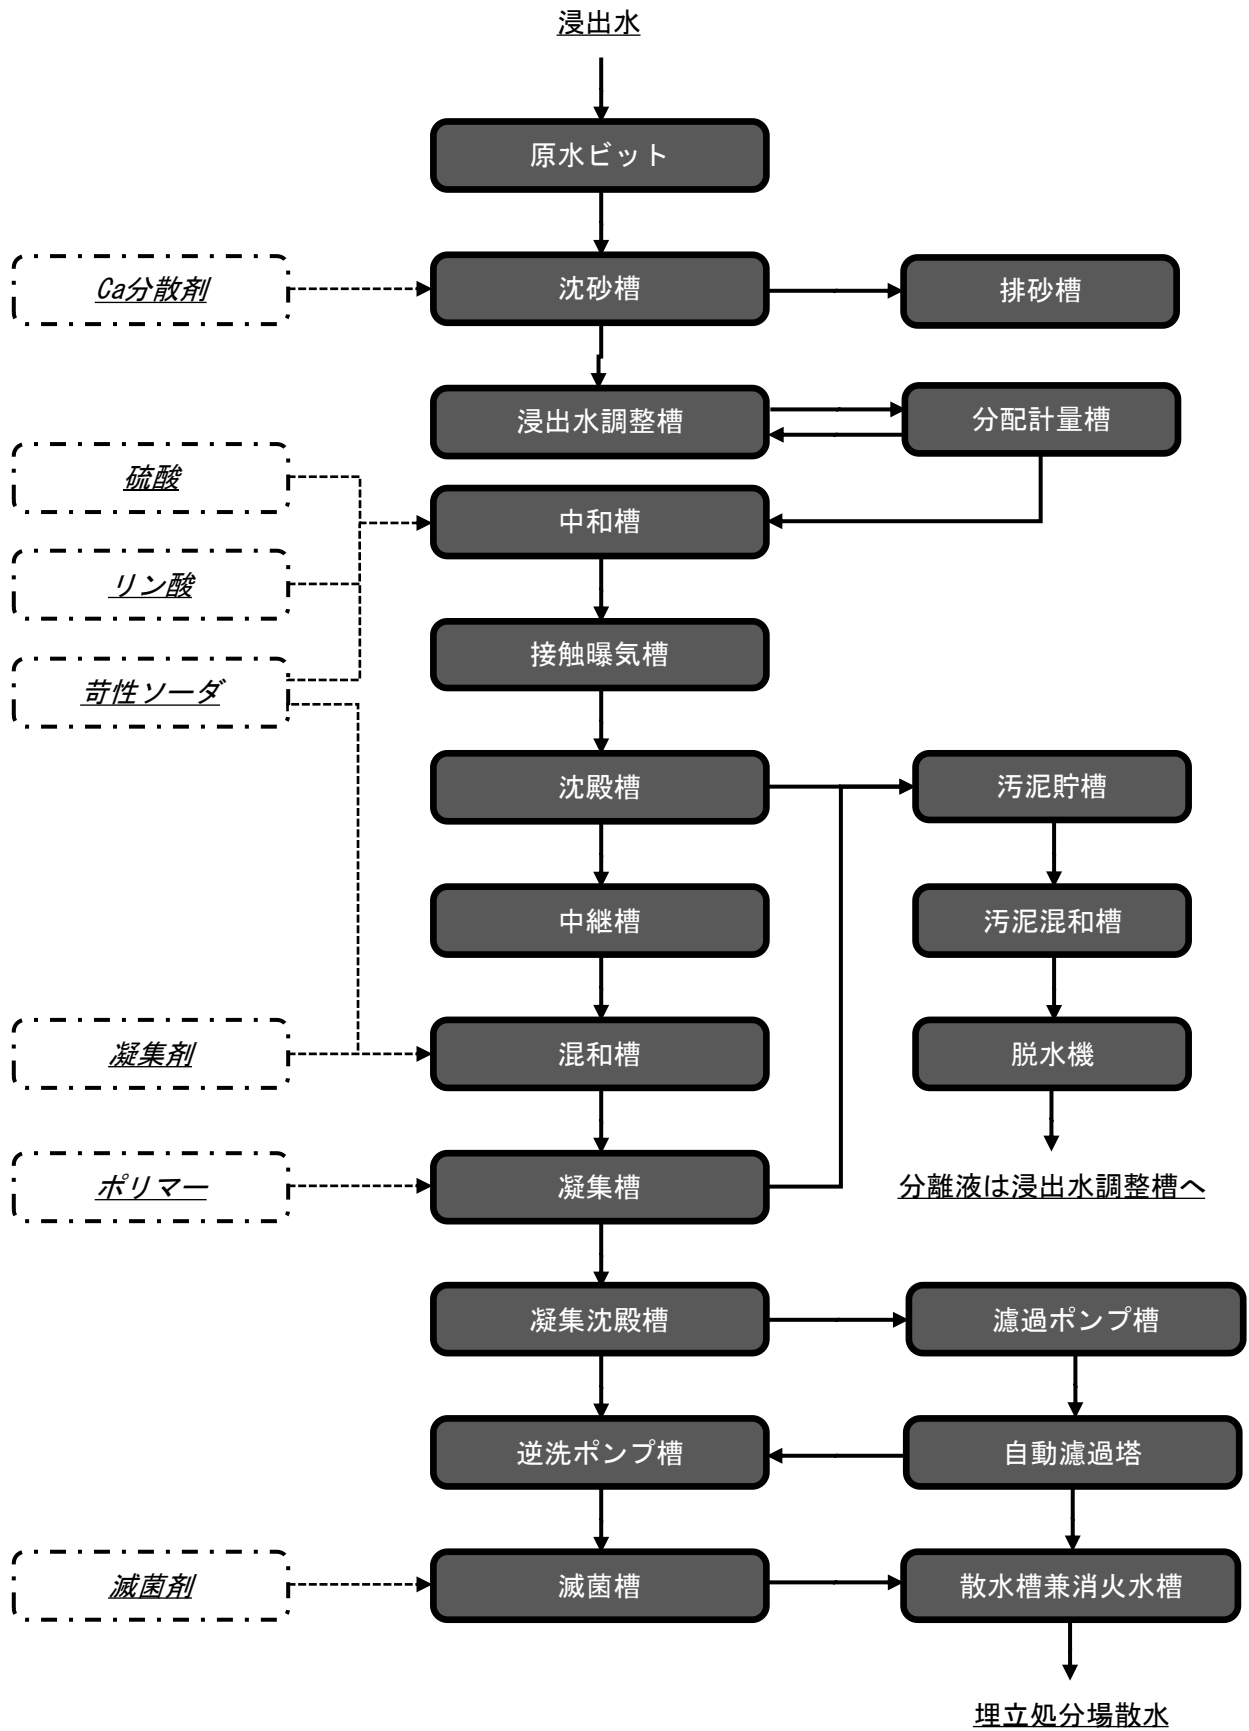 浸出水
原水ビット
Ca分散剤
沈砂槽
排砂槽
浸出水調整槽
分配計量槽
硫酸
中和槽
リン酸
接触曝気槽
苛性ソーダ
沈殿槽
汚泥貯槽
中継槽
汚泥混和槽
凝集剤
混和槽
脱水機
ポリマー
凝集槽
分離液は浸出水調整槽へ
凝集沈殿槽
濾過ポンプ槽
逆洗ポンプ槽
自動濾過塔
滅菌剤
滅菌槽
散水槽兼消火水槽
埋立処分場散水